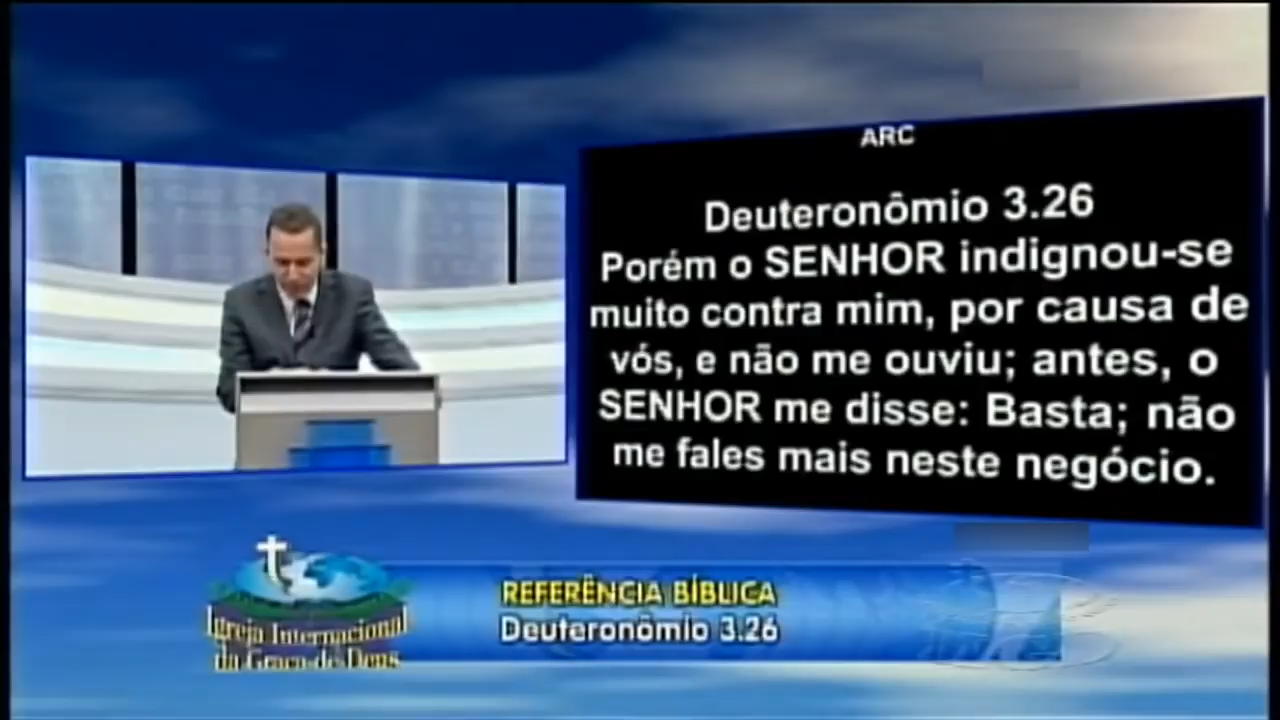 ARC
Deuteronômio 3.26
Porém o SENHOR indignou-se
muito contra mim, por causa de
vós, e não me ouviu; antes, o
SENHOR me disse: Basta; não
me fales mais neste negócio.
REFERÊNCIA BÍBLICA
Deuteronômio 3.26
Igreja Internacional
da Graça de Deus